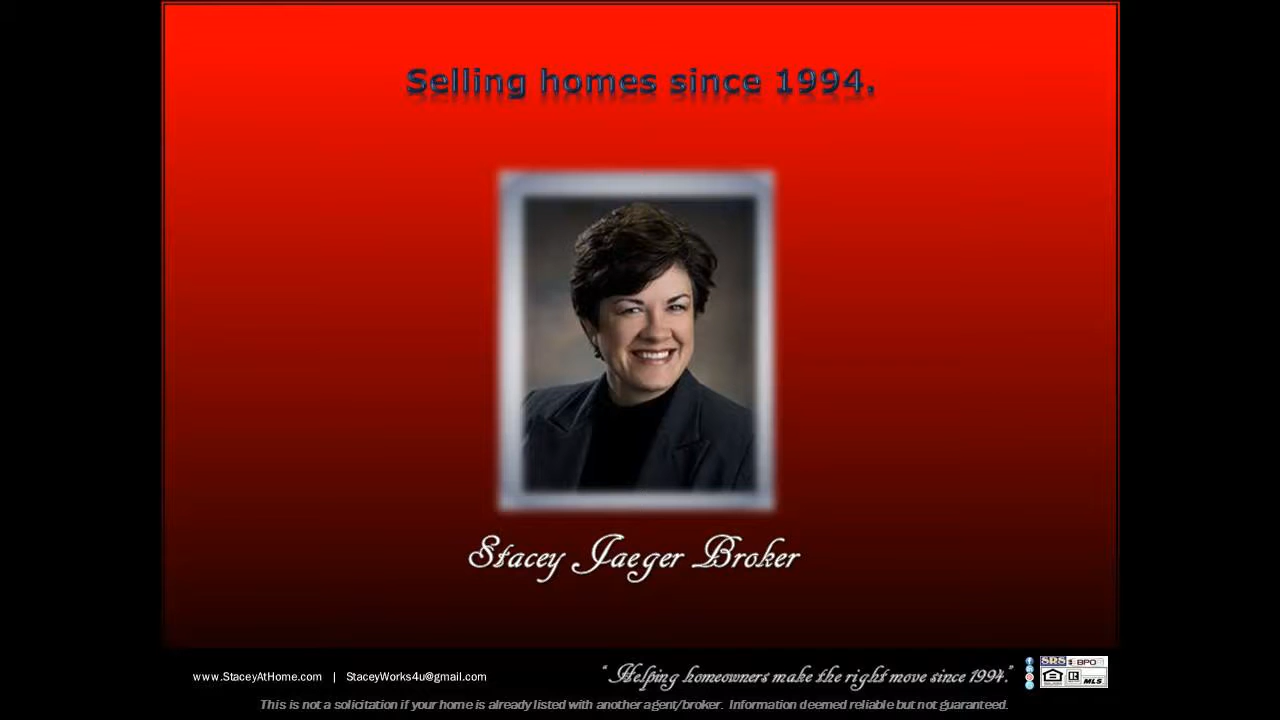 Selling homes since 1994.
Stacey Jaeger Broker
www.StaceyAtHome.com | StaceyWorks4u@gmail.com
"Helping homeowners make the right move since 1994."
SRS BPO
R MLS
This is not a solicitation if your home is already listed with another agent/broker. Information deemed reliable but not guaranteed.